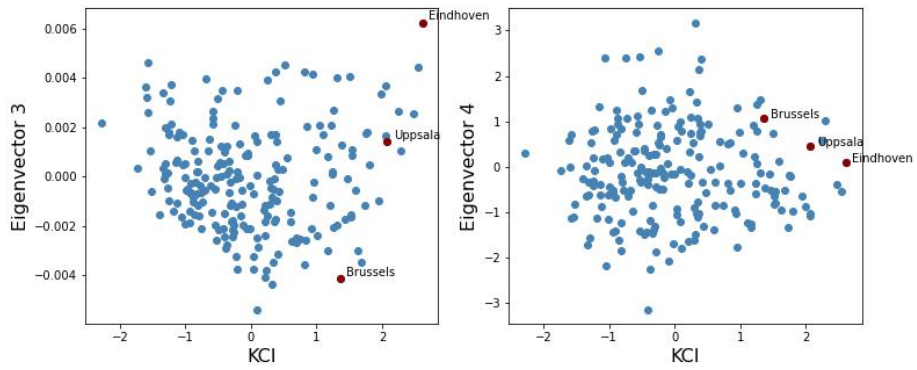 0.006
0.004
0.002
0.000
−0.002
−0.004
Eigenvector 3
Eindhoven
Uppsala
Brussels
−2
−1
0
1
2
KCI
3
2
1
0
−1
−2
−3
Eigenvector 4
Brussels
Uppsala
Eindhoven
−2
−1
0
1
2
KCI